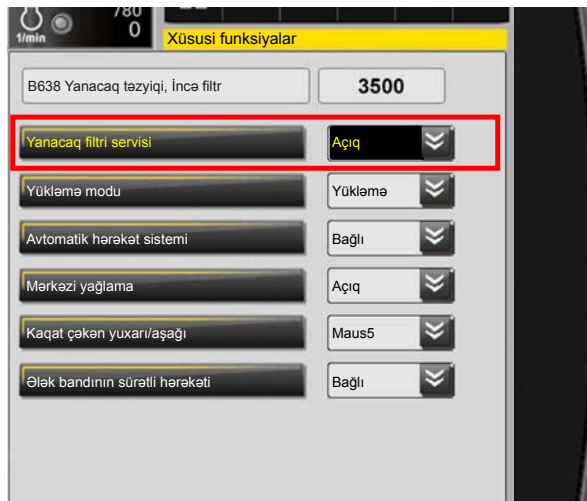 780
1/min 0
Xüsusi funksiyalar
B638 Yanacaq təzyiqi, İncə filtr 3500
Yanacaq filtri servisi Açıq
Yükləmə modu Yükləmə
Avtomatik hərəkət sistemi Bağlı
Mərkəzi yağlama Açıq
Kaqat çəkən yuxarı/aşağı Maus5
Ələk bandının sürətli hərəkəti Bağlı